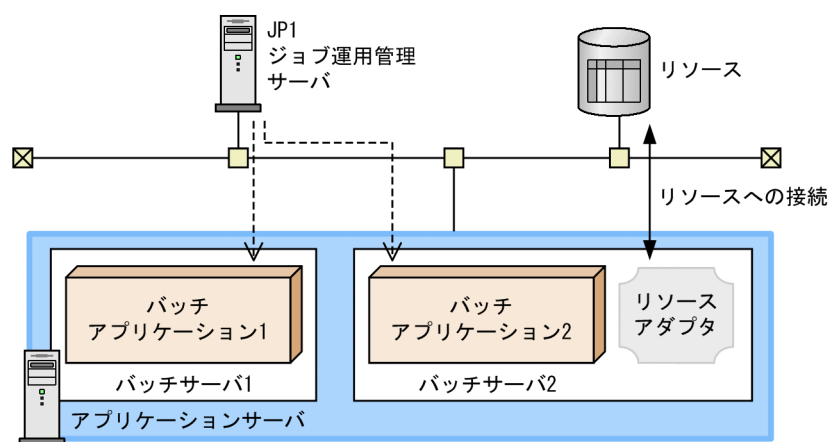 JP1
ジョブ運用管理
サーバ
リソース
リソースへの接続
バッチ
アプリケーション1
バッチサーバ1
バッチ
アプリケーション2
リソース
アダプタ
バッチサーバ2
アプリケーションサーバ